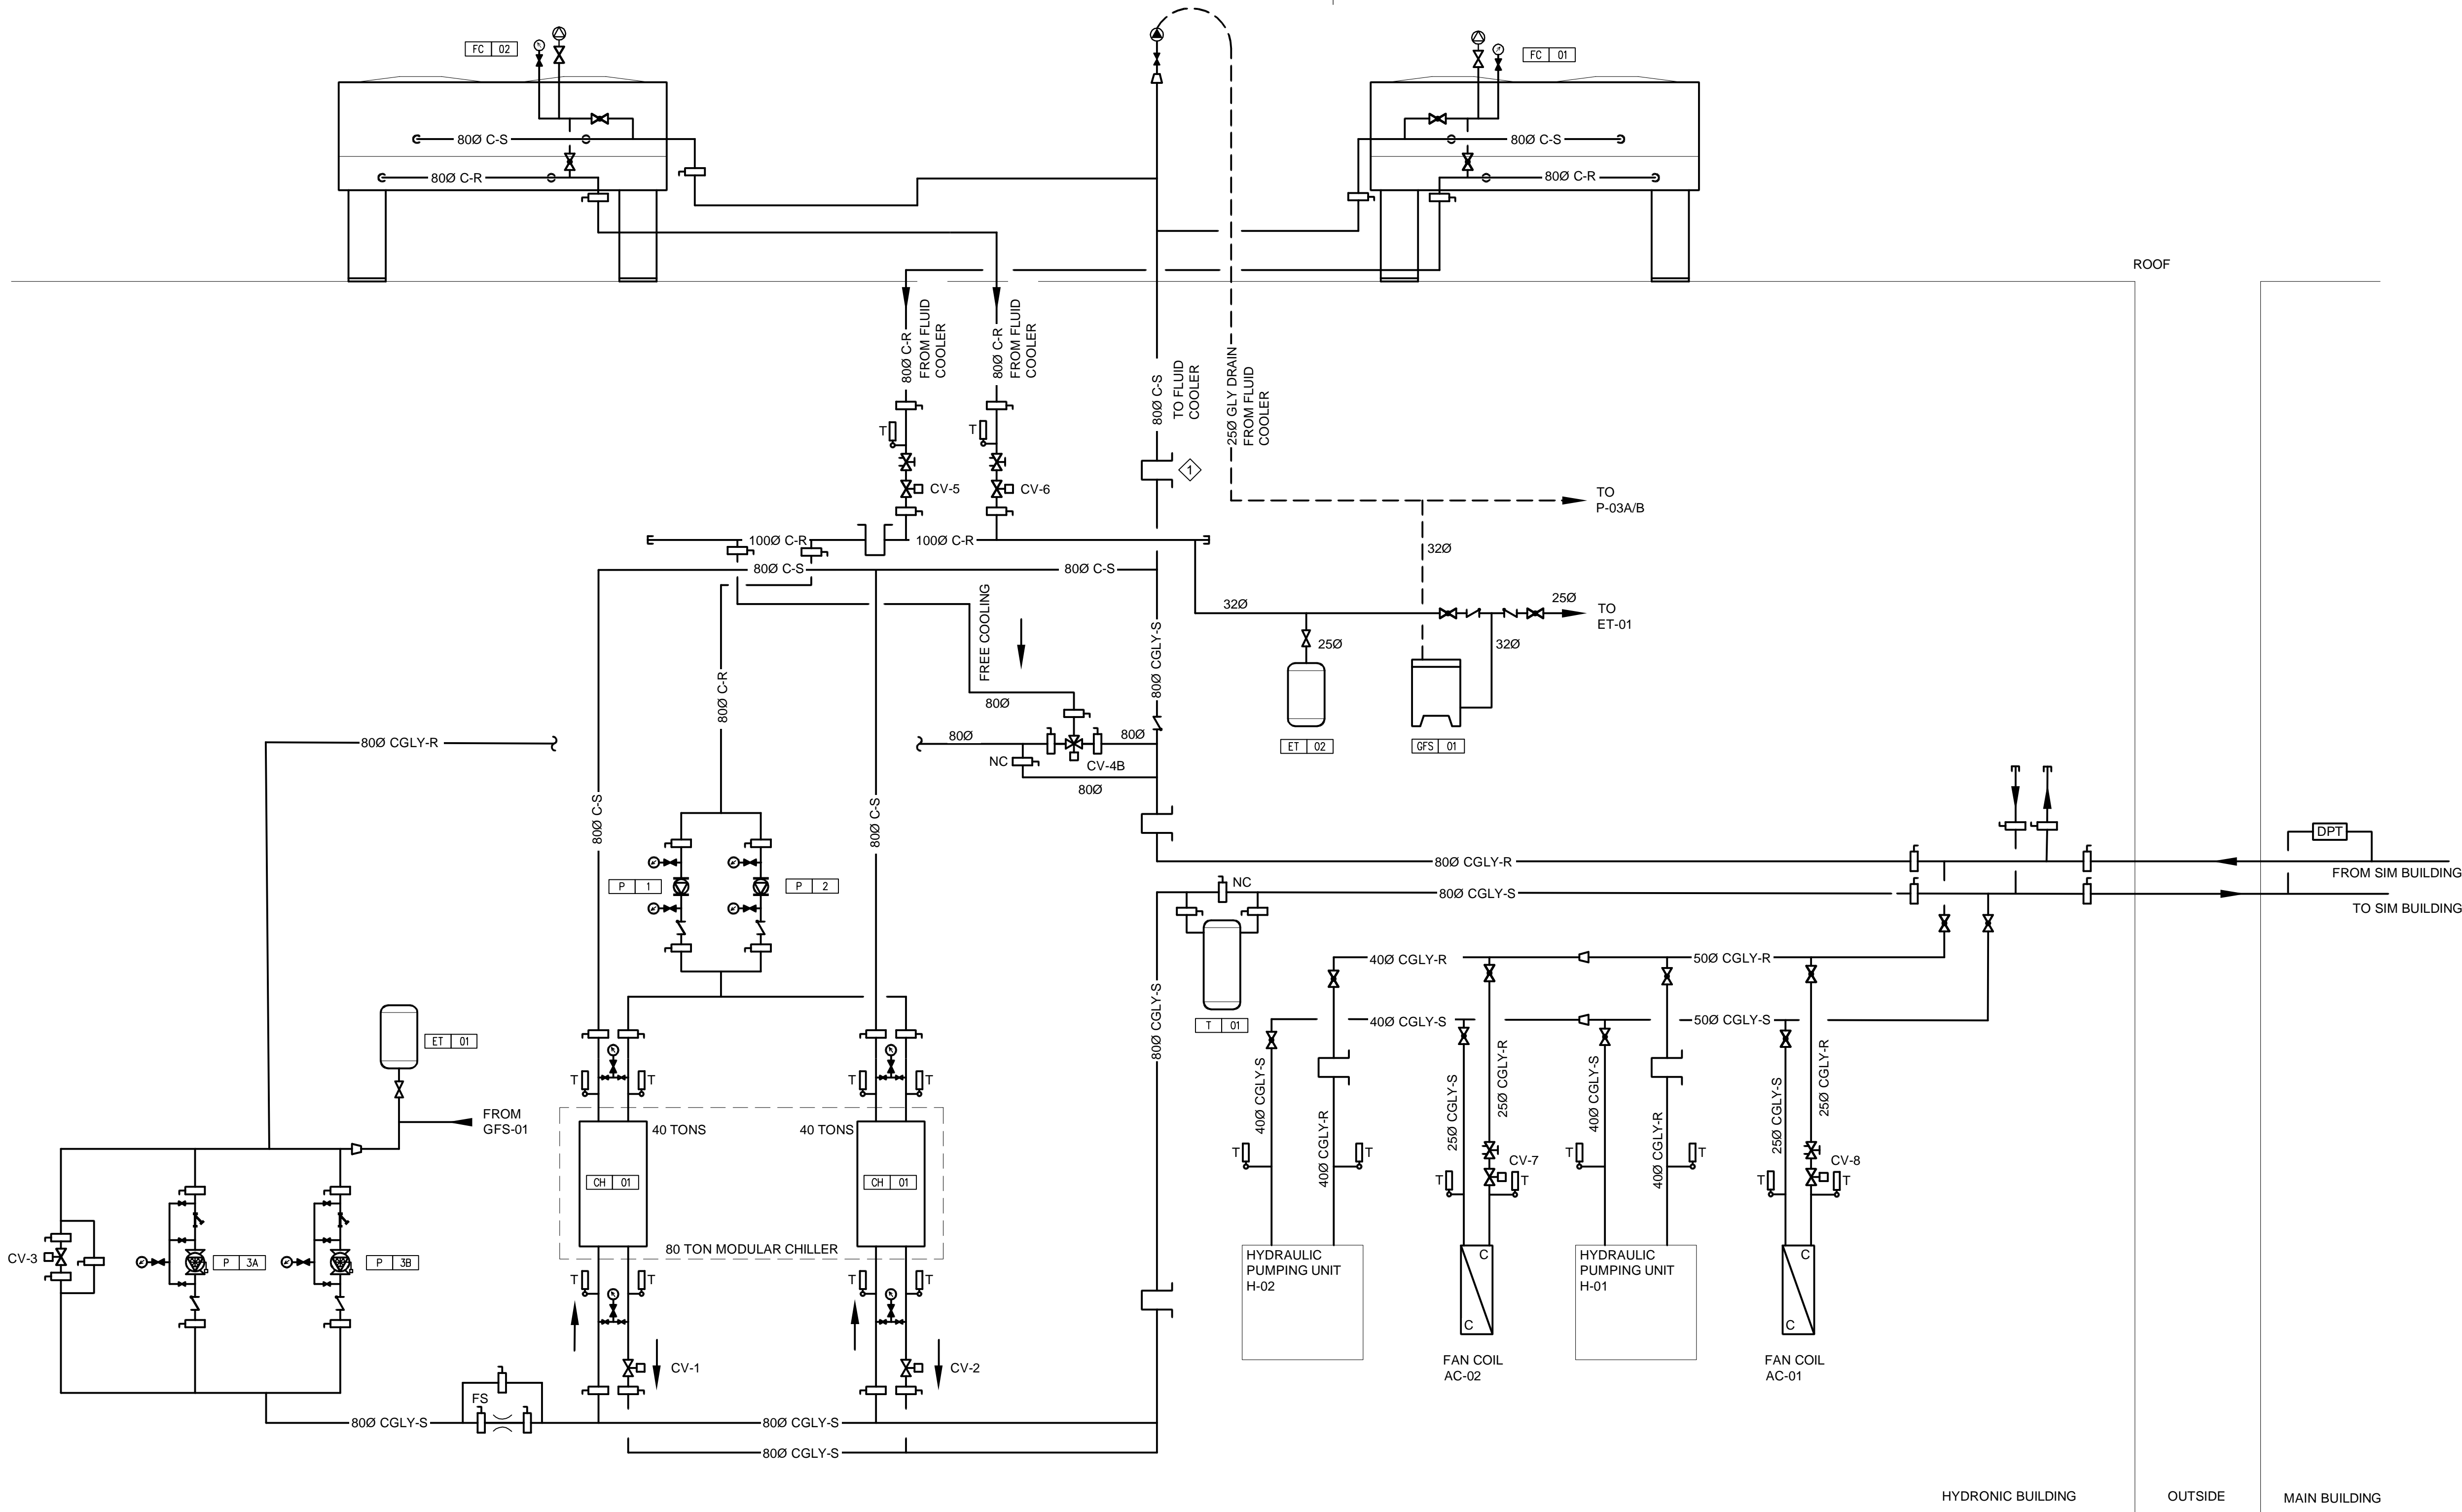 FC 02
FC 01
80Ø C-S
80Ø C-S
80Ø C-R
80Ø C-R
ROOF
80Ø C-R
FROM FLUID
COOLER
80Ø C-R
FROM FLUID
COOLER
80Ø C-S
TO FLUID
COOLER
25Ø GLY DRAIN
FROM FLUID
COOLER
T
T
1
CV-5
CV-6
TO
P-03A/B
100Ø C-R
100Ø C-R
32Ø
80Ø C-S
80Ø C-S
FREE COOLING
32Ø
25Ø
TO
ET-01
80Ø CGLY-S
25Ø
32Ø
80Ø C-R
80Ø
80Ø CGLY-R
80Ø
80Ø
ET 02
GFS 01
NC
CV-4B
80Ø
80Ø C-S
80Ø C-S
DPT
80Ø CGLY-R
FROM SIM BUILDING
P 1
P 2
NC
80Ø CGLY-S
TO SIM BUILDING
40Ø CGLY-R
50Ø CGLY-R
80Ø CGLY-S
T 01
40Ø CGLY-S
50Ø CGLY-S
ET 01
T
T
T
T
40Ø CGLY-S
40Ø CGLY-R
25Ø CGLY-S
25Ø CGLY-R
40Ø CGLY-S
40Ø CGLY-R
25Ø CGLY-S
25Ø CGLY-R
FROM
GFS-01
40 TONS
40 TONS
T
T
CV-7
T
T
CV-8
T
T
T
T
CH 01
CH 01
CV-3
P 3A
P 3B
80 TON MODULAR CHILLER
HYDRAULIC
PUMPING UNIT
H-02
C
C
HYDRAULIC
PUMPING UNIT
H-01
C
C
T
T
T
T
CV-1
CV-2
FAN COIL
AC-02
FAN COIL
AC-01
FS
80Ø CGLY-S
80Ø CGLY-S
80Ø CGLY-S
HYDRONIC BUILDING
OUTSIDE
MAIN BUILDING